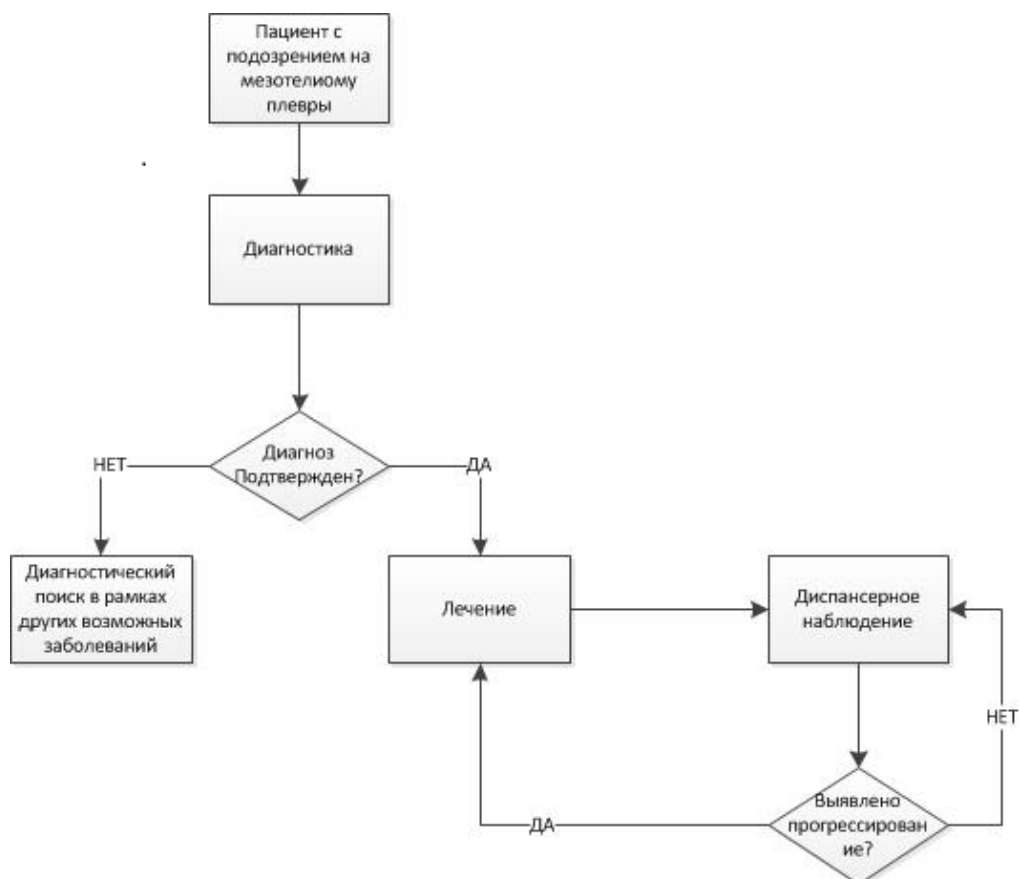 Пациент с
подозрением на
мезотелиому
плевры
Диагностика
Диагноз
Подтвержден?
НЕТ
ДА
Диагностический
поиск в рамках
других возможных
заболеваний
Лечение
Диспансерное
наблюдение
НЕТ
Выявлено
прогрессирован
ие?
ДА